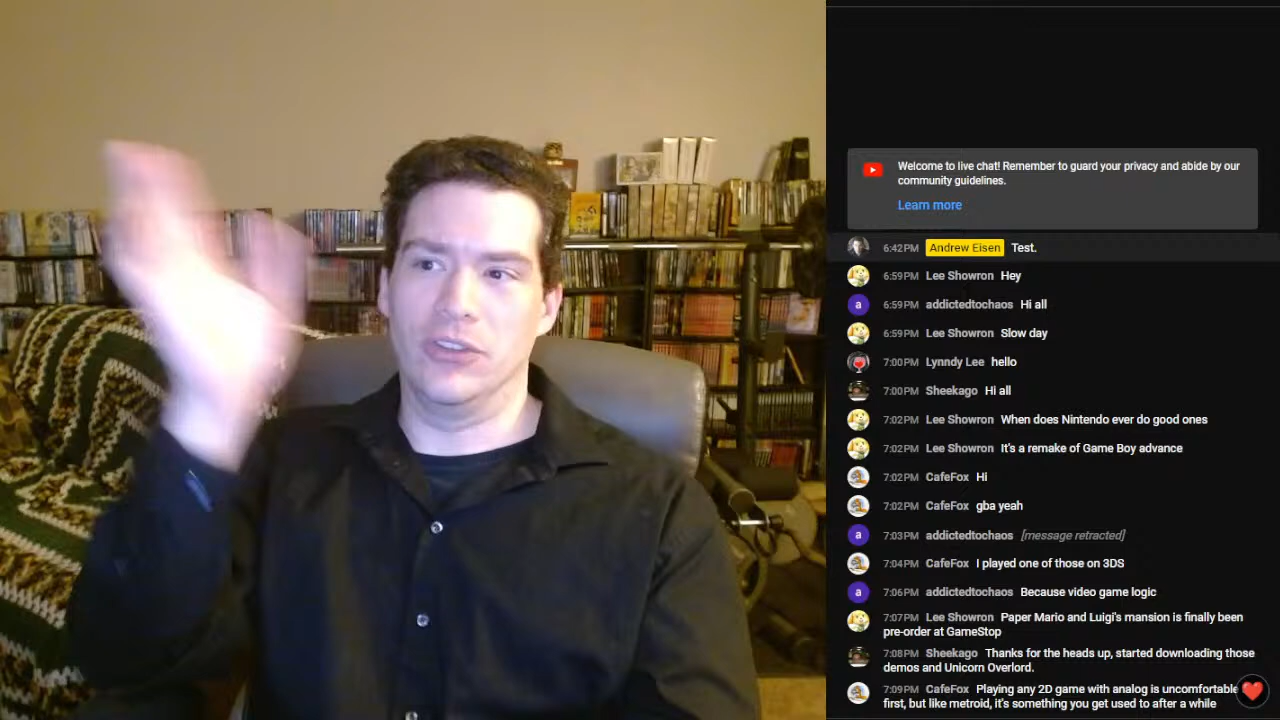 Welcome to live chat! Remember to guard your privacy and abide by our
community guidelines.
Learn more
6:42PM Andrew Eisen Test.
6:59PM Lee Showron Hey
a 6:59PM addictedtochaos Hi all
6:59PM Lee Showron Slow day
7:00PM Lynndy Lee hello
7:00PM Sheekago Hi all
7:02PM Lee Showron When does Nintendo ever do good ones
7:02PM Lee Showron It's a remake of Game Boy advance
7:02PM CafeFox Hi
7:02PM CafeFox gba yeah
a 7:03PM addictedtochaos [message retracted]
7:04PM CafeFox I played one of those on 3DS
a 7:06PM addictedtochaos Because video game logic
7:07PM Lee Showron Paper Mario and Luigi's mansion is finally been
pre-order at GameStop
7:08PM Sheekago Thanks for the heads up, started downloading those
demos and Unicorn Overlord.
7:09PM CafeFox Playing any 2D game with analog is uncomfortable
first, but like metroid, it's something you get used to after a while